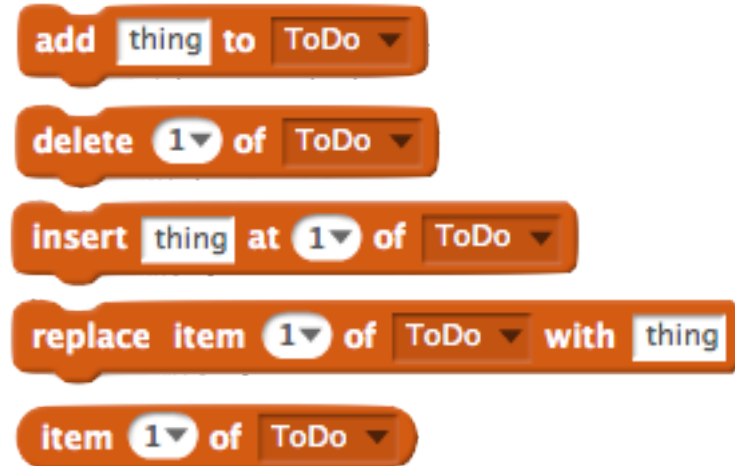 add thing to ToDo
delete 1 of ToDo
insert thing at 1 of ToDo
replace item 1 of ToDo with thing
item 1 of ToDo